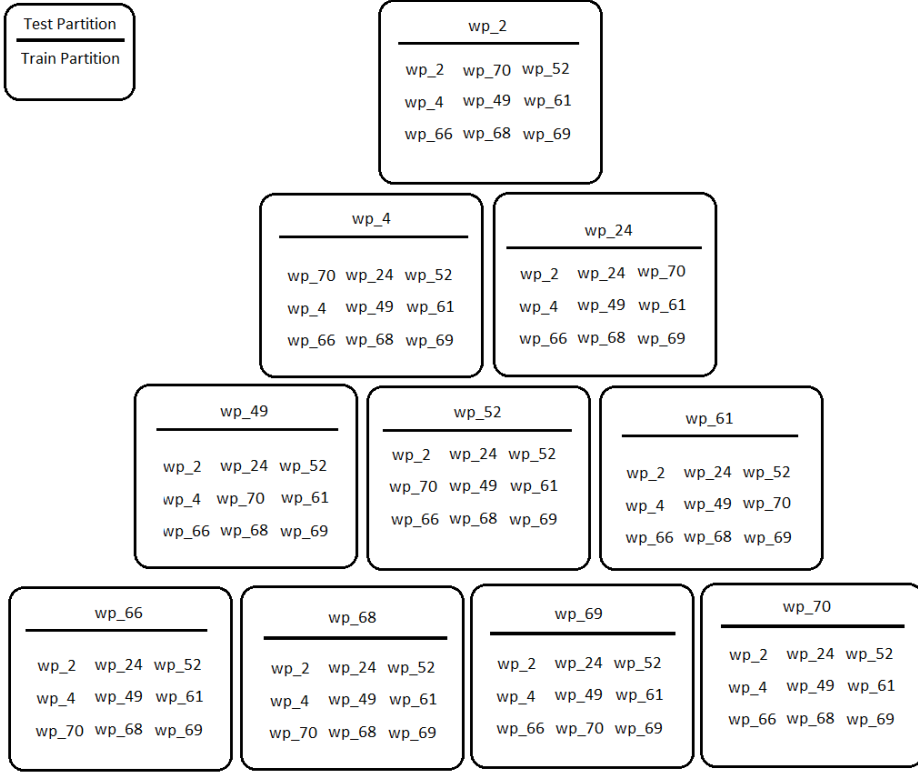 Test Partition
Train Partition
wp_2
wp_2 wp_70 wp_52
wp_4 wp_49 wp_61
wp_66 wp_68 wp_69
wp_4
wp_70 wp_24 wp_52
wp_4 wp_49 wp_61
wp_66 wp_68 wp_69
wp_24
wp_2 wp_24 wp_70
wp_4 wp_49 wp_61
wp_66 wp_68 wp_69
wp_49
wp_2 wp_24 wp_52
wp_4 wp_70 wp_61
wp_66 wp_68 wp_69
wp_52
wp_2 wp_24 wp_52
wp_70 wp_49 wp_61
wp_66 wp_68 wp_69
wp_61
wp_2 wp_24 wp_52
wp_4 wp_49 wp_70
wp_66 wp_68 wp_69
wp_66
wp_2 wp_24 wp_52
wp_4 wp_49 wp_61
wp_70 wp_68 wp_69
wp_68
wp_2 wp_24 wp_52
wp_4 wp_49 wp_61
wp_70 wp_68 wp_69
wp_69
wp_2 wp_24 wp_52
wp_4 wp_49 wp_61
wp_66 wp_70 wp_69
wp_70
wp_2 wp_24 wp_52
wp_4 wp_49 wp_61
wp_66 wp_68 wp_69